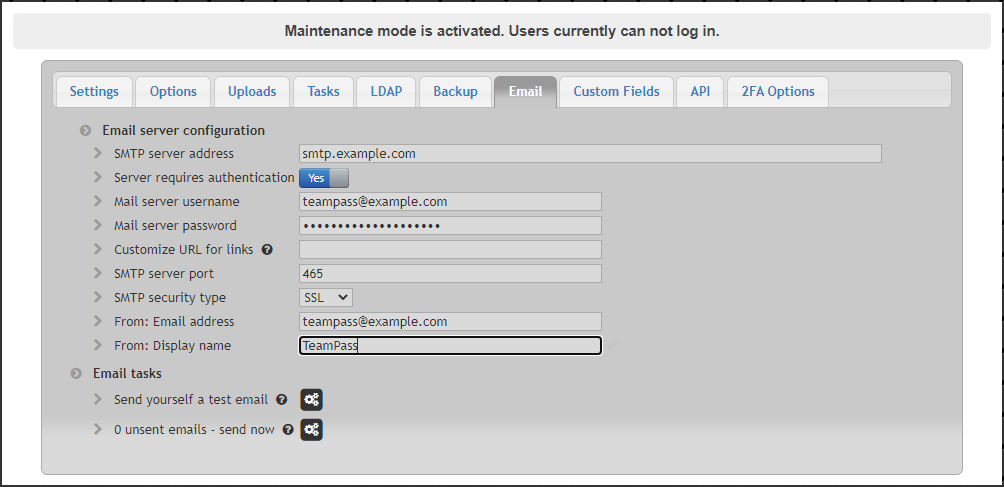 Maintenance mode is activated. Users currently can not log in.
Settings Options Uploads Tasks LDAP Backup Email Custom Fields API 2FA Options
Email server configuration
SMTP server address smtp.example.com
Server requires authentication Yes
Mail server username teampass@example.com
Mail server password ••••••••••••••••••••
Customize URL for links ?
SMTP server port 465
SMTP security type SSL
From: Email address teampass@example.com
From: Display name TeamPass
Email tasks
Send yourself a test email ?
0 unsent emails - send now ?